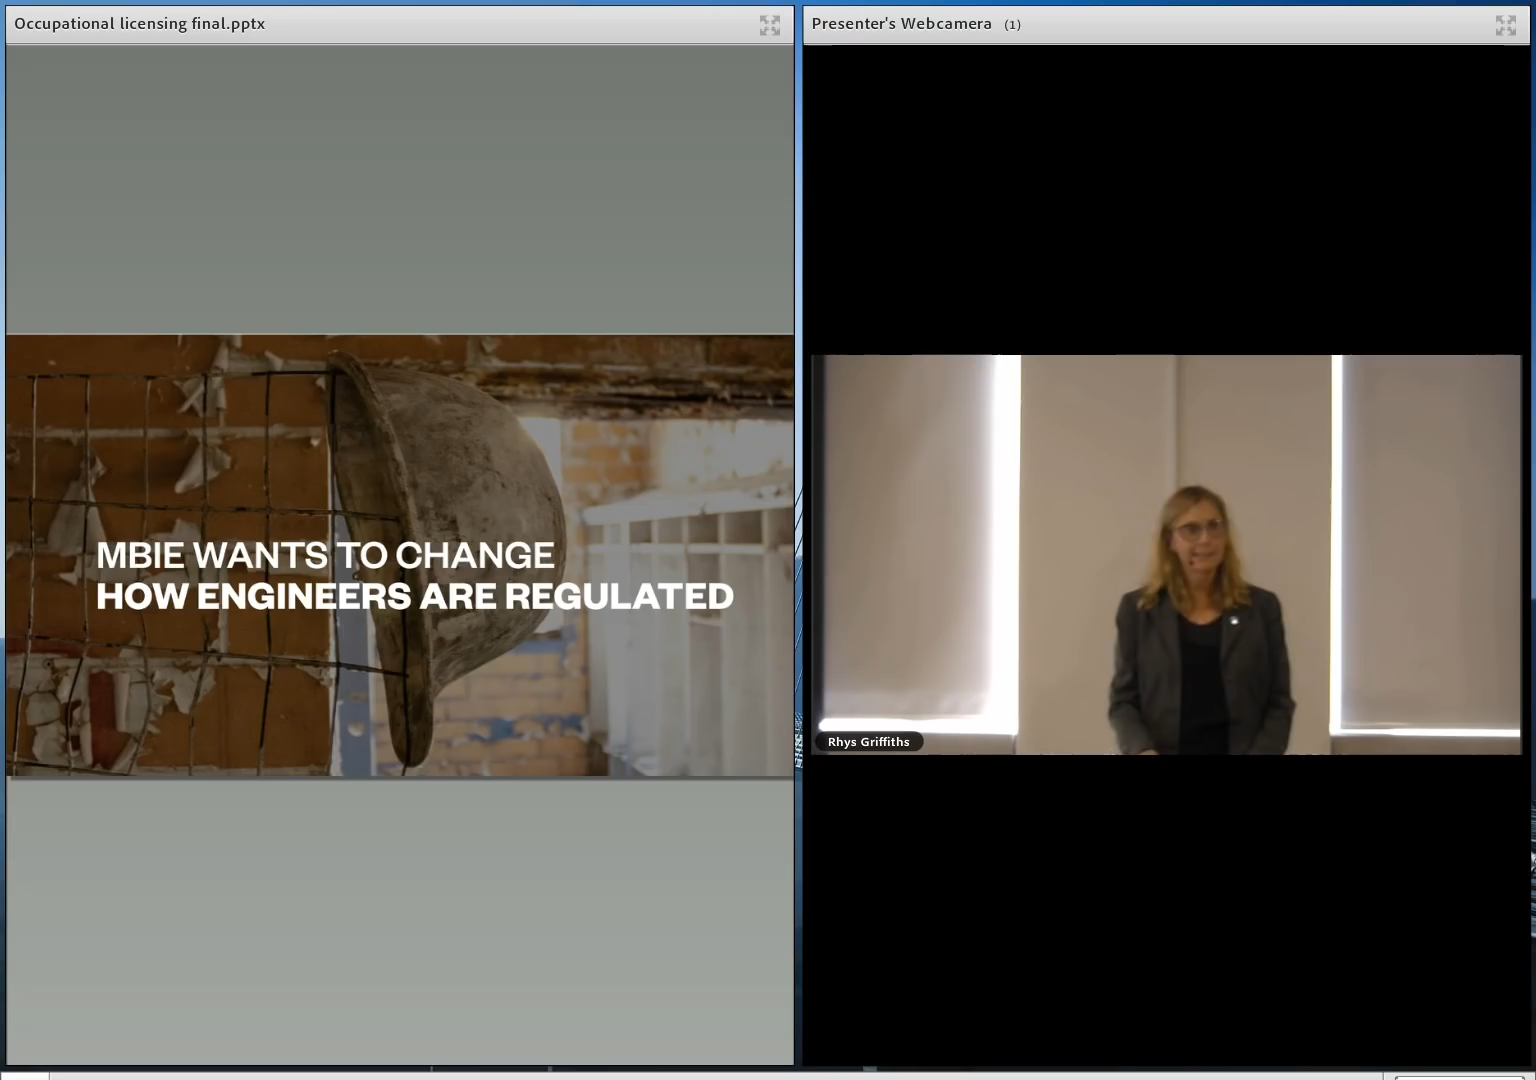 Occupational licensing final.pptx
Presenter's Webcamera (1)
MBIE WANTS TO CHANGE
HOW ENGINEERS ARE REGULATED
Rhys Griffiths